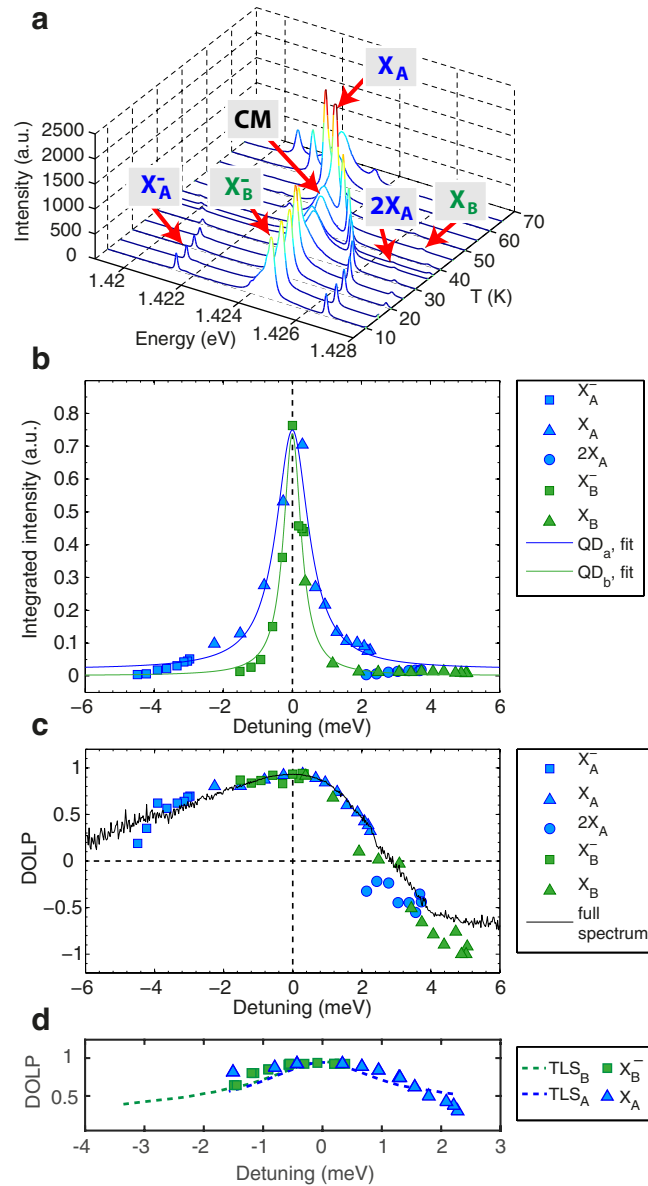 a
X_A
CM
X_A^-
X_B^-
2X_A
X_B
Intensity (a.u.)
2500
2000
1500
1000
500
0
1.42
1.422
1.424
1.426
1.428
Energy (eV)
10
20
30
40
50
60
70
T (K)
b
Integrated intensity (a.u.)
0.8
0.7
0.6
0.5
0.4
0.3
0.2
0.1
0
−6 −4 −2 0 2 4 6
Detuning (meV)
X_A^-
X_A
2X_A
X_B^-
X_B
QD_a, fit
QD_b, fit
c
DOLP
1
0.5
0
−0.5
−1
−6 −4 −2 0 2 4 6
Detuning (meV)
X_A^-
X_A
2X_A
X_B^-
X_B
full
spectrum
d
DOLP
1
0.5
-4 -3 -2 -1 0 1 2 3
Detuning (meV)
TLS_B X_B^-
TLS_A X_A